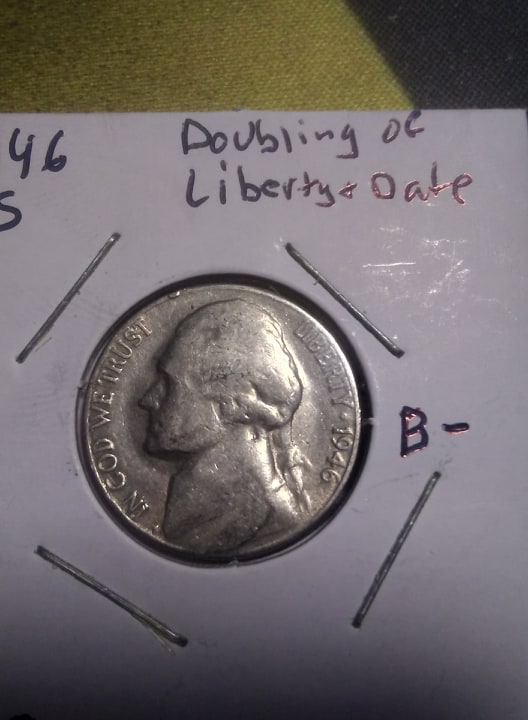 46
S
Doubling of
Liberty & Date
B-
IN GOD WE TRUST
LIBERTY · 1946